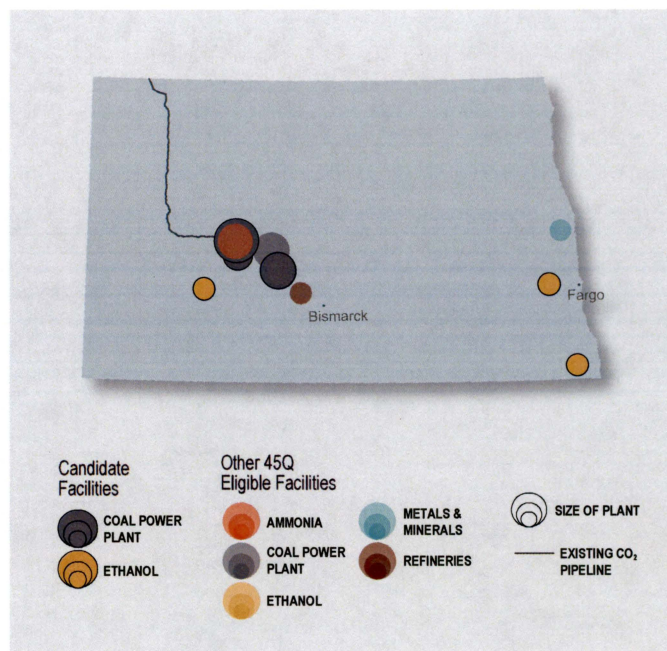 Fargo
Bismarck
Candidate
Facilities
COAL POWER
PLANT
ETHANOL
Other 45Q
Eligible Facilities
AMMONIA
COAL POWER
PLANT
ETHANOL
METALS &
MINERALS
REFINERIES
SIZE OF PLANT
EXISTING CO₂
PIPELINE